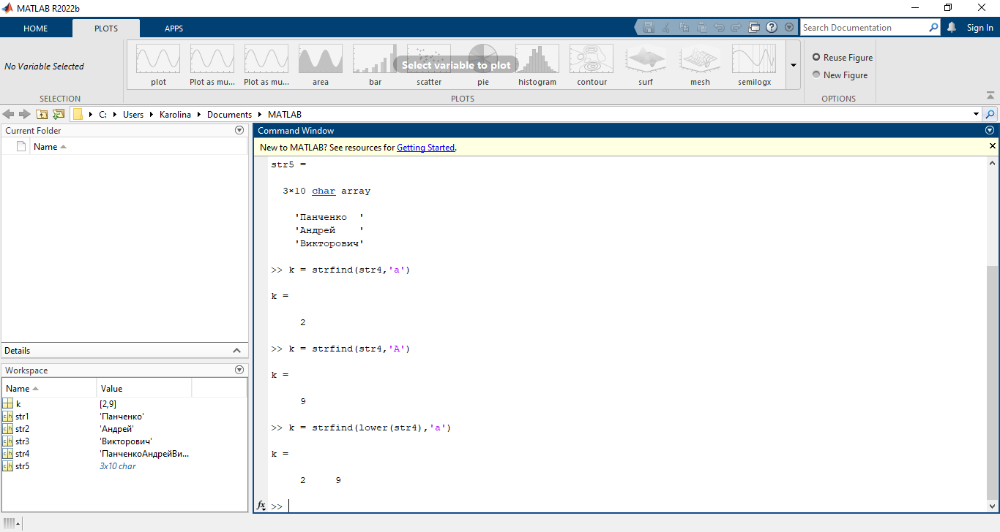 MATLAB R2022b
HOME PLOTS APPS
Search Documentation
Sign In
No Variable Selected
Select variable to plot
plot Plot as mu... Plot as mu... area bar scatter pie histogram contour surf mesh semilogx
Reuse Figure
New Figure
SELECTION PLOTS OPTIONS
C: Users Karolina Documents MATLAB
Current Folder
Name
Details
Workspace
Name Value
k [2,9]
str1 'Панченко'
str2 'Андрей'
str3 'Викторович'
str4 'ПанченкоАндрейВи...
str5 3x10 char
Command Window
New to MATLAB? See resources for Getting Started.
str5 =
3×10 char array
'Панченко  '
'Андрей    '
'Викторович'
>> k = strfind(str4,'а')
k =
2
>> k = strfind(str4,'А')
k =
9
>> k = strfind(lower(str4),'а')
k =
2 9
fx >>